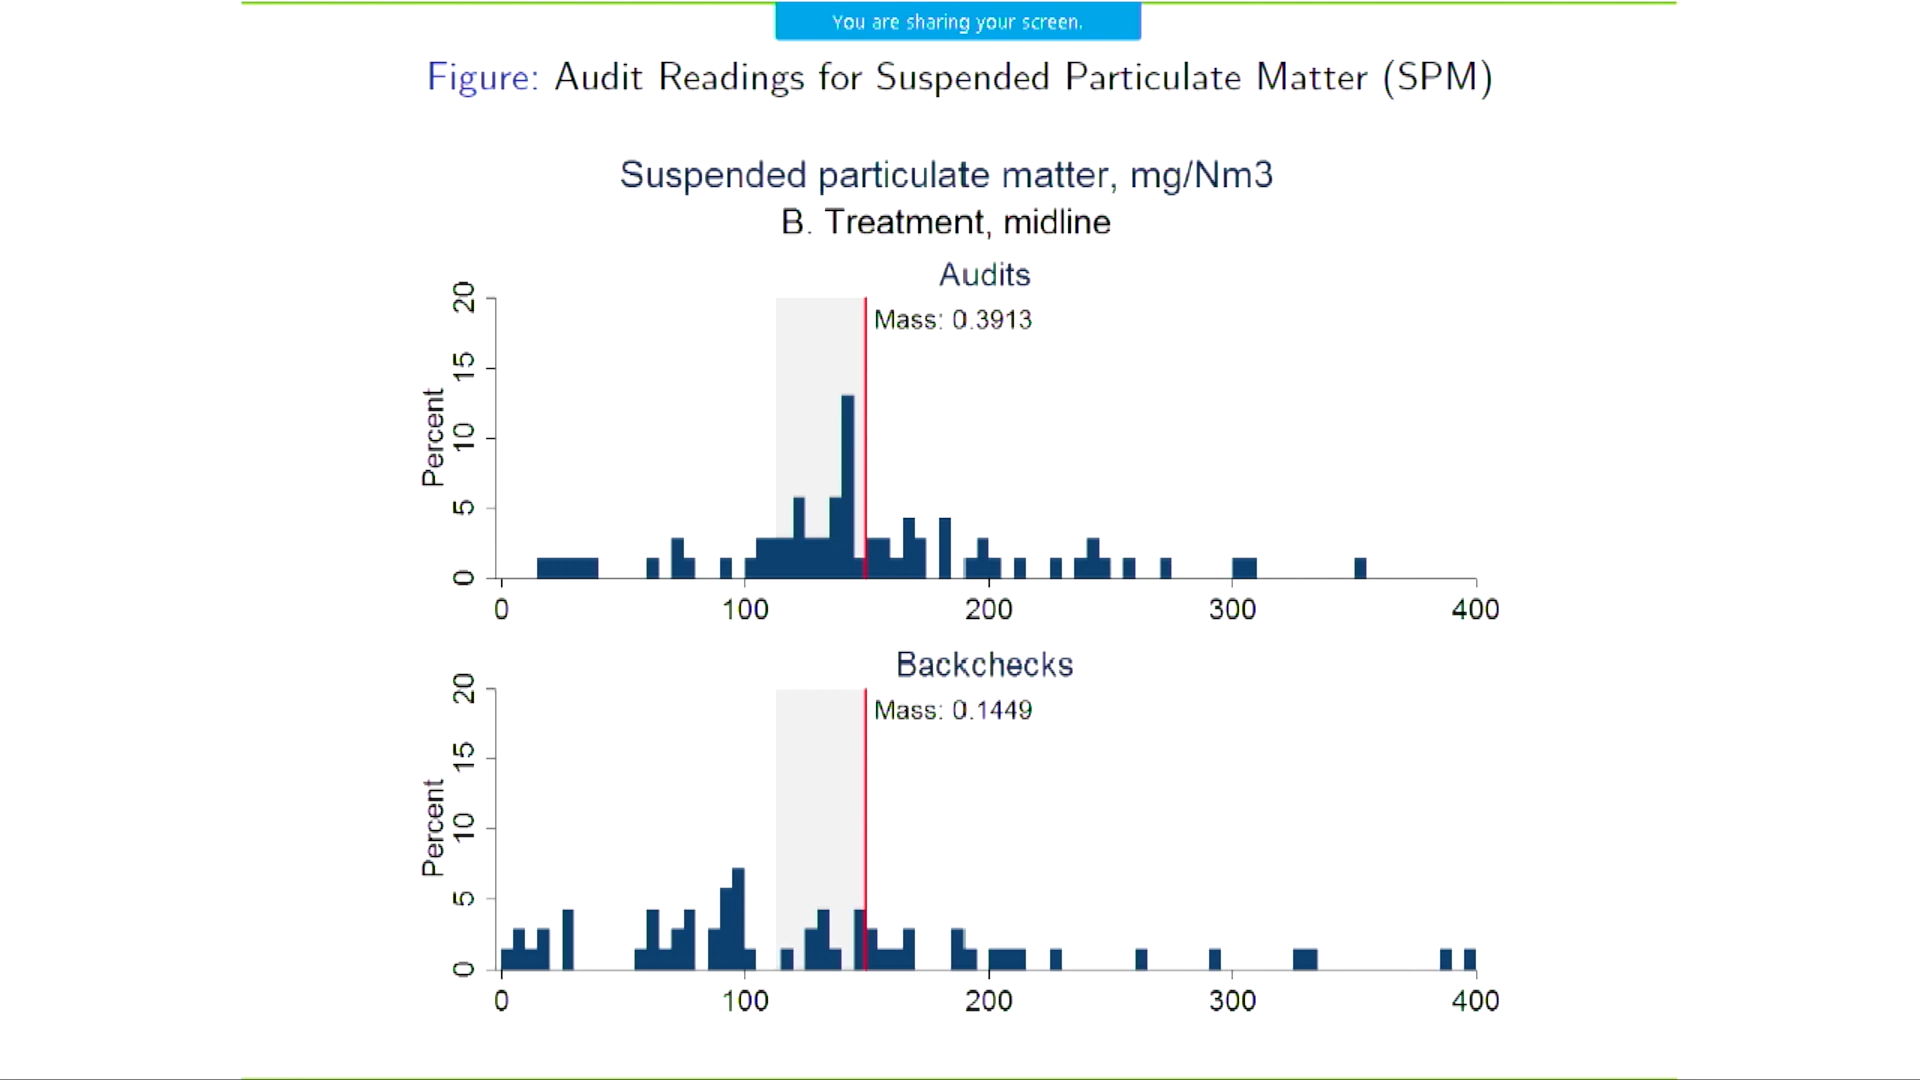 You are sharing your screen.
Figure: Audit Readings for Suspended Particulate Matter (SPM)
Suspended particulate matter, mg/Nm3
B. Treatment, midline
Audits
Mass: 0.3913
Percent
20
15
10
5
0
0 100 200 300 400
Backchecks
Mass: 0.1449
Percent
20
15
10
5
0
0 100 200 300 400